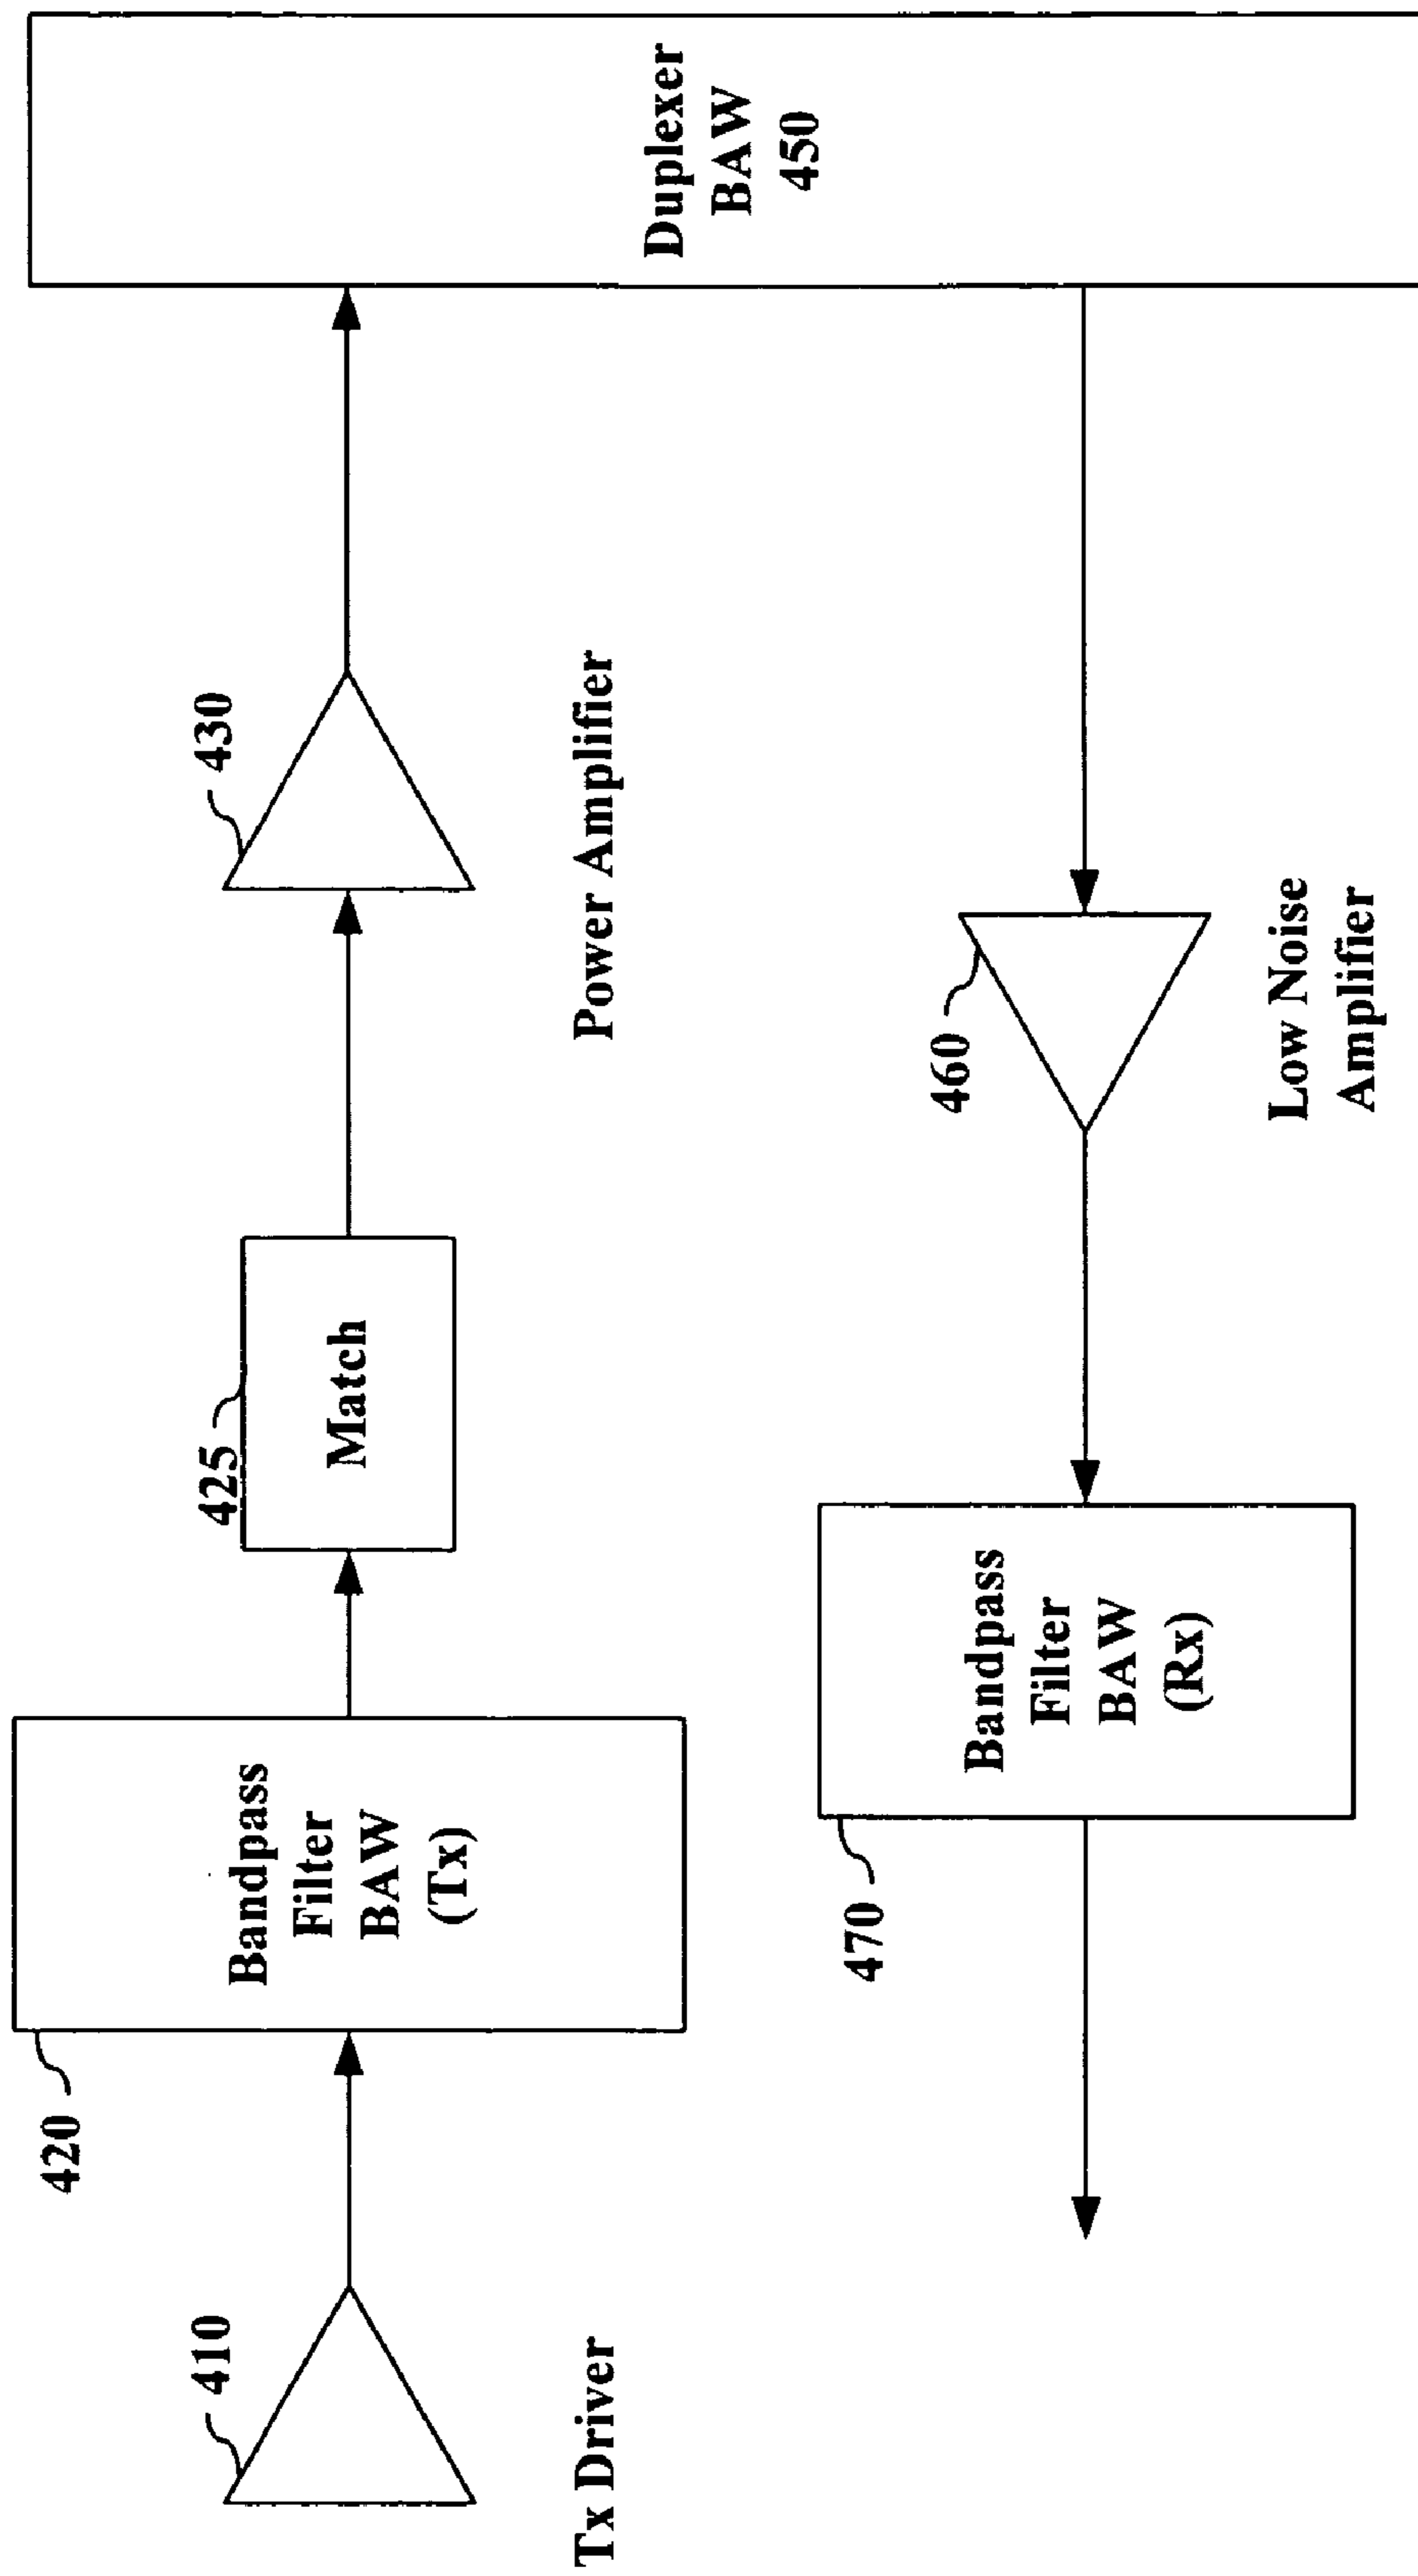 410
Tx Driver
420
Bandpass
Filter
BAW
(Tx)
425
Match
430
Power Amplifier
Duplexer
BAW
450
460
Low Noise
Amplifier
470
Bandpass
Filter
BAW
(Rx)